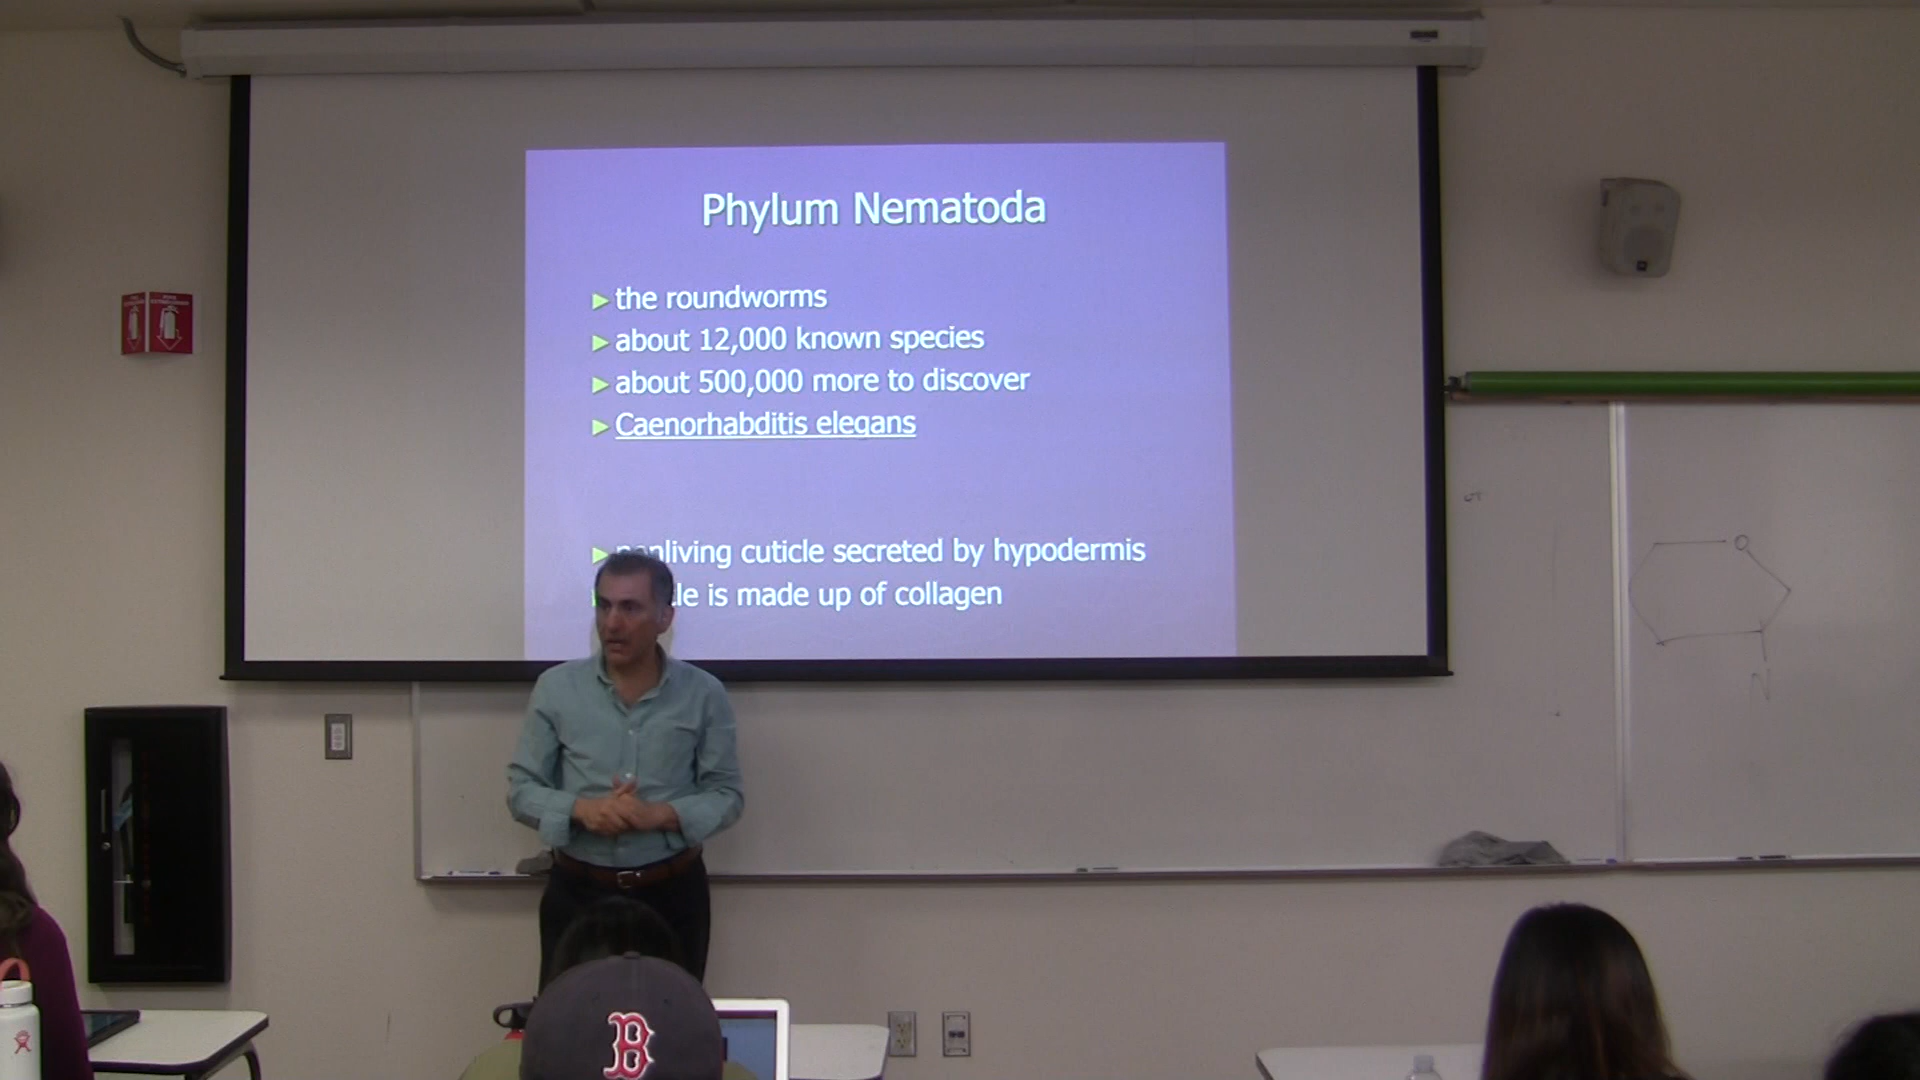 Phylum Nematoda
►the roundworms
►about 12,000 known species
►about 500,000 more to discover
►Caenorhabditis elegans
►nonliving cuticle secreted by hypodermis
is made up of collagen
B
N